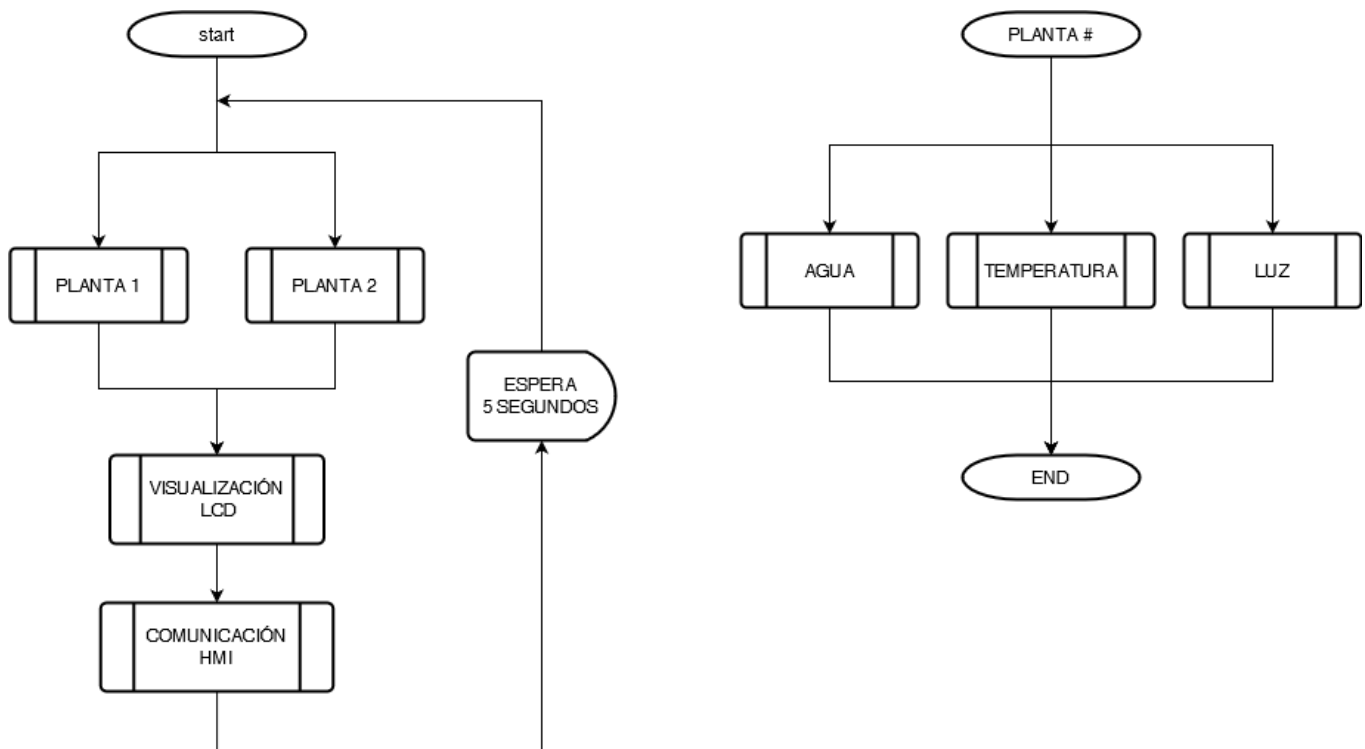 start
PLANTA 1
PLANTA 2
ESPERA
5 SEGUNDOS
VISUALIZACIÓN
LCD
COMUNICACIÓN
HMI
PLANTA #
AGUA
TEMPERATURA
LUZ
END